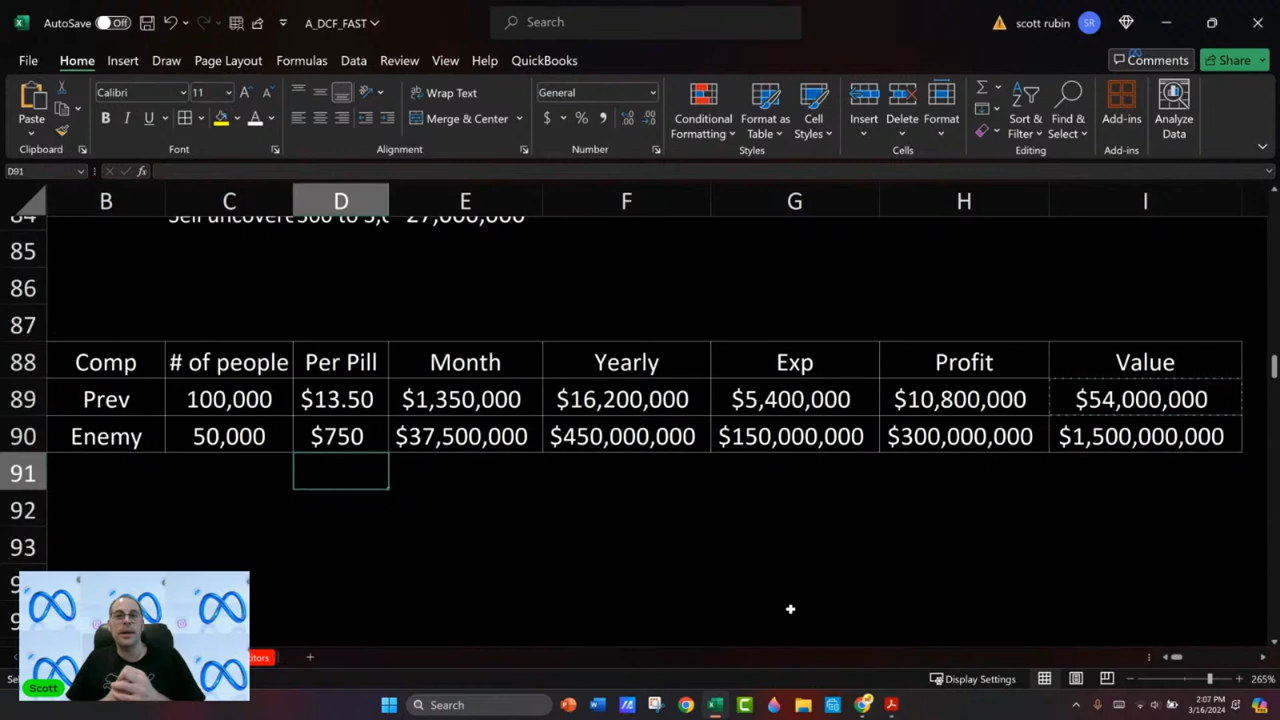 AutoSave Off A_DCF_FAST Search scott rubin SR
File Home Insert Draw Page Layout Formulas Data Review View Help QuickBooks Comments Share
Calibri 11 Wrap Text General
Paste Merge & Center $ % Conditional Formatting Format as Table Cell Styles Insert Delete Format Sort & Filter Find & Select Add-ins Analyze Data
Clipboard Font Alignment Number Styles Cells Editing Add-ins
D91 fx
B C D E F G H I
84
85
86
87
88 Comp # of people Per Pill Month Yearly Exp Profit Value
89 Prev 100,000 $13.50 $1,350,000 $16,200,000 $5,400,000 $10,800,000 $54,000,000
90 Enemy 50,000 $750 $37,500,000 $450,000,000 $150,000,000 $300,000,000 $1,500,000,000
91
92
93
Scott
Display Settings 265%
Search 2:07 PM
3/16/2024